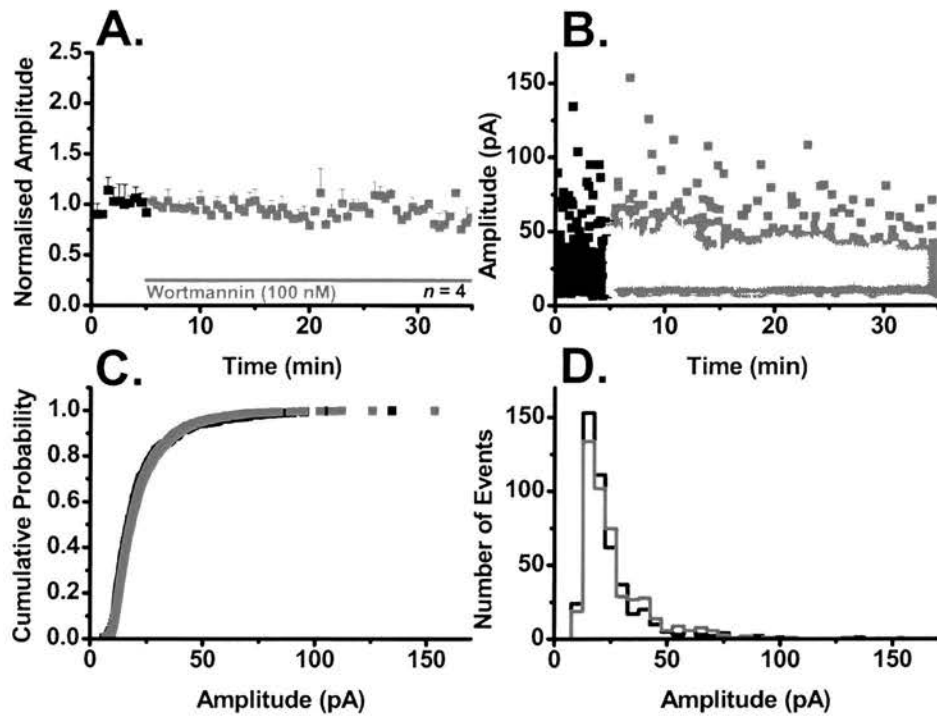 A.
Normalised Amplitude
2.5
2.0
1.5
1.0
0.5
0.0
Wortmannin (100 nM)
n = 4
0
10
20
30
Time (min)
B.
Amplitude (pA)
150
100
50
0
0
10
20
30
Time (min)
C.
Cumulative Probability
1.0
0.8
0.6
0.4
0.2
0.0
0
50
100
150
Amplitude (pA)
D.
Number of Events
150
100
50
0
0
50
100
150
Amplitude (pA)